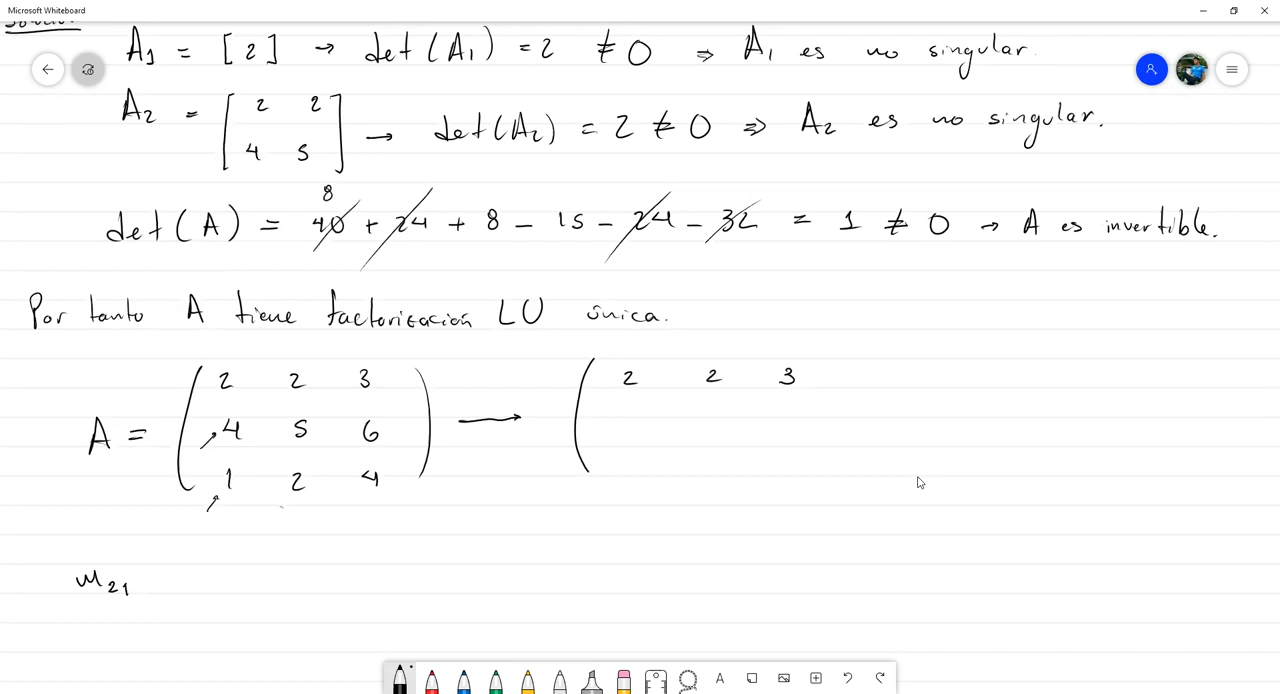 Microsoft Whiteboard
A1 = [2] → det(A1) = 2 ≠ 0 ⇒ A1 es no singular.
A2 = [2 2
4 5] → det(A2) = 2 ≠ 0 ⇒ A2 es no singular.
8
det(A) = 40 + 24 + 8 - 15 - 24 - 32 = 1 ≠ 0 → A es invertible.
Por tanto A tiene factorización LU única.
A = (2 2 3
4 5 6
1 2 4) → (2 2 3
m21
A